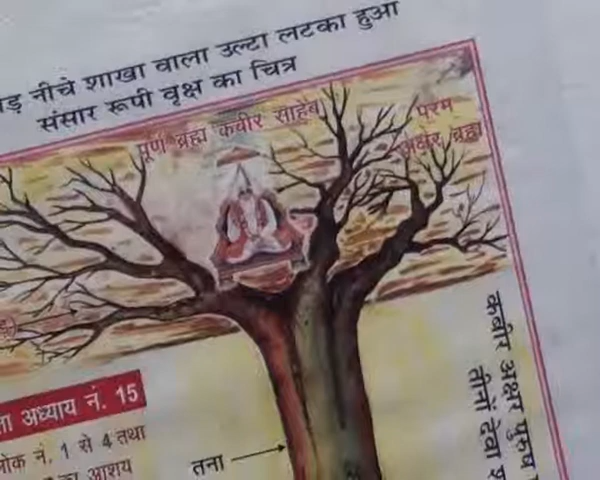 नीचे शाखा वाला उल्टा लटका हुआ
संसार रूपी वृक्ष का चित्र
पूर्ण ब्रह्म कबीर साहेब
परम
अक्षर ब्रह्म
अध्याय नं. 15
नं. 1 से 4 तथा
आशय
तना
कबीर अक्षर पुरुष
तीनों देवा